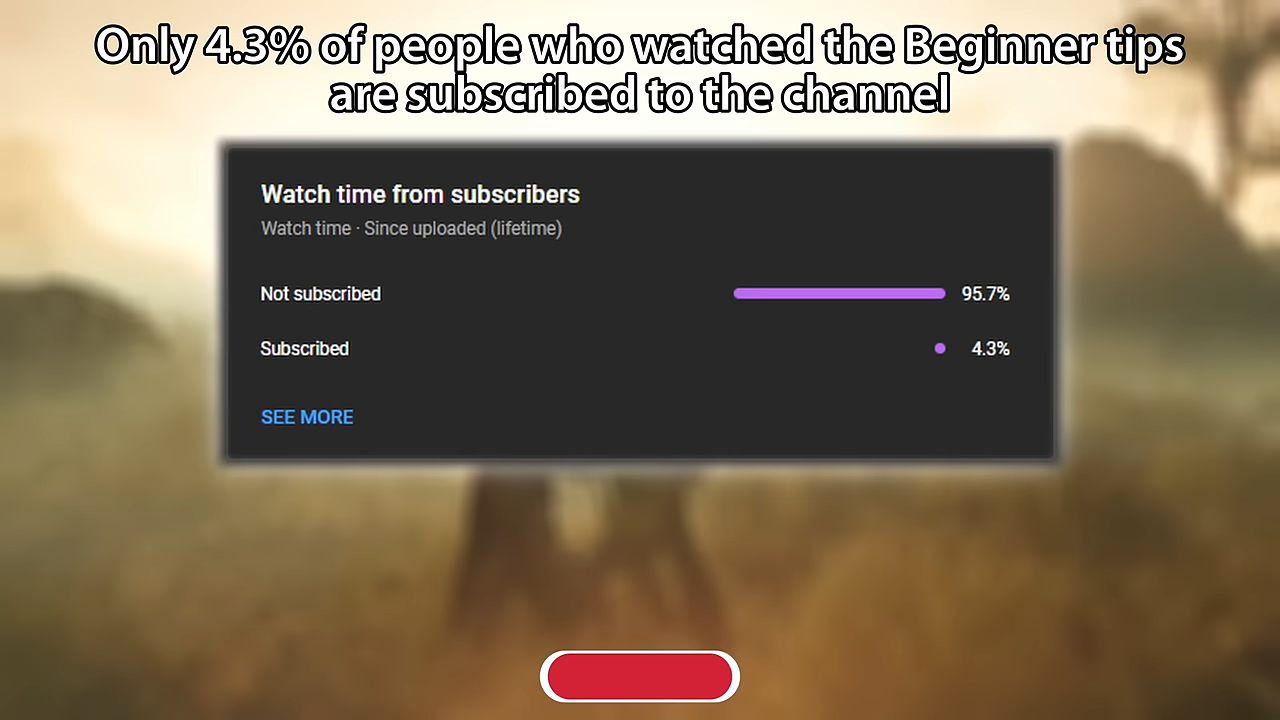 Only 4.3% of people who watched the Beginner tips
are subscribed to the channel
Watch time from subscribers
Watch time · Since uploaded (lifetime)
Not subscribed 95.7%
Subscribed 4.3%
SEE MORE